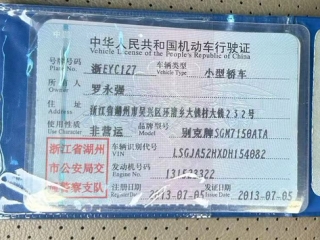 中华人民共和国机动车行驶证
Vehicle License of the People's Republic of China
号牌号码 浙EYC127 车辆类型 小型轿车
Plate No. Vehicle Type
所有人 罗永强
Owner
住址 浙江省湖州市吴兴区环渚乡大钱村大钱232号
Address
使用性质 非营运 品牌型号 别克牌SGM7150ATA
Use Character Model
浙江省湖州市公安局交通警察支队
车辆识别代号 LSGJA52HXDH154082
VIN
发动机号码 131523322
Engine No.
注册日期 2013-07-05 发证日期 2013-07-05
Register Date Issue Date